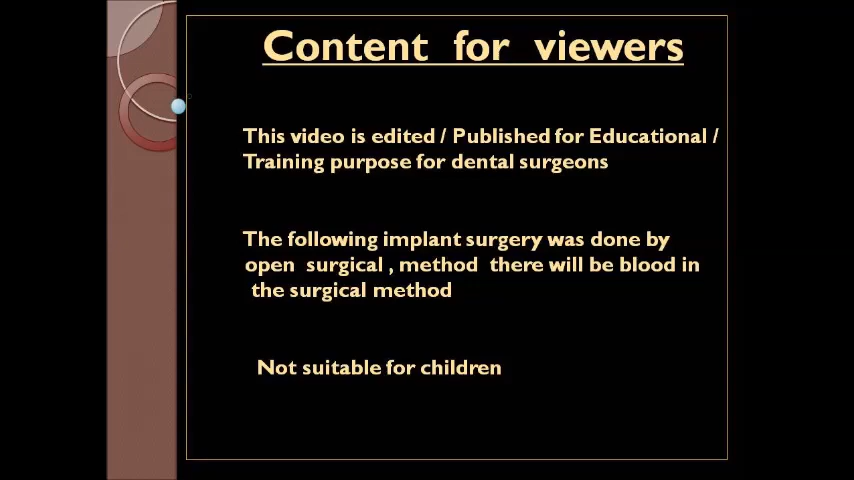 Content for viewers
This video is edited / Published for Educational /
Training purpose for dental surgeons
The following implant surgery was done by
open surgical , method there will be blood in
the surgical method
Not suitable for children